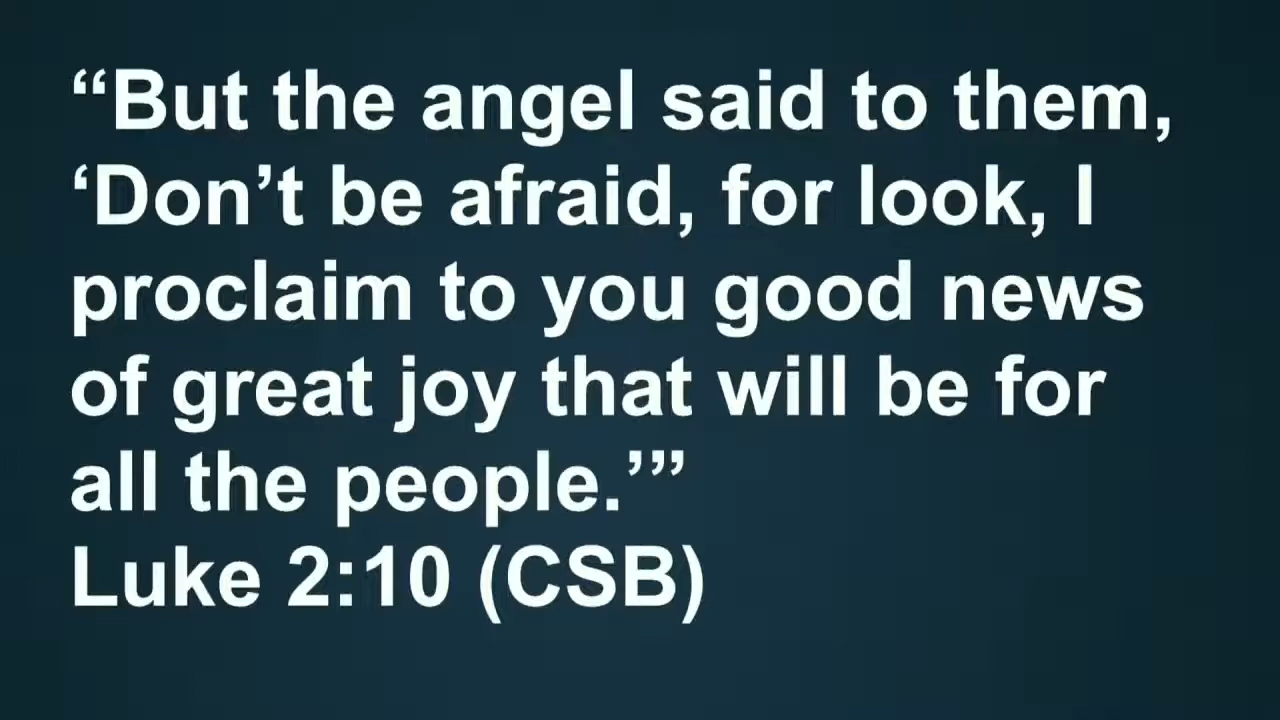 “But the angel said to them,
‘Don’t be afraid, for look, I
proclaim to you good news
of great joy that will be for
all the people.’”
Luke 2:10 (CSB)